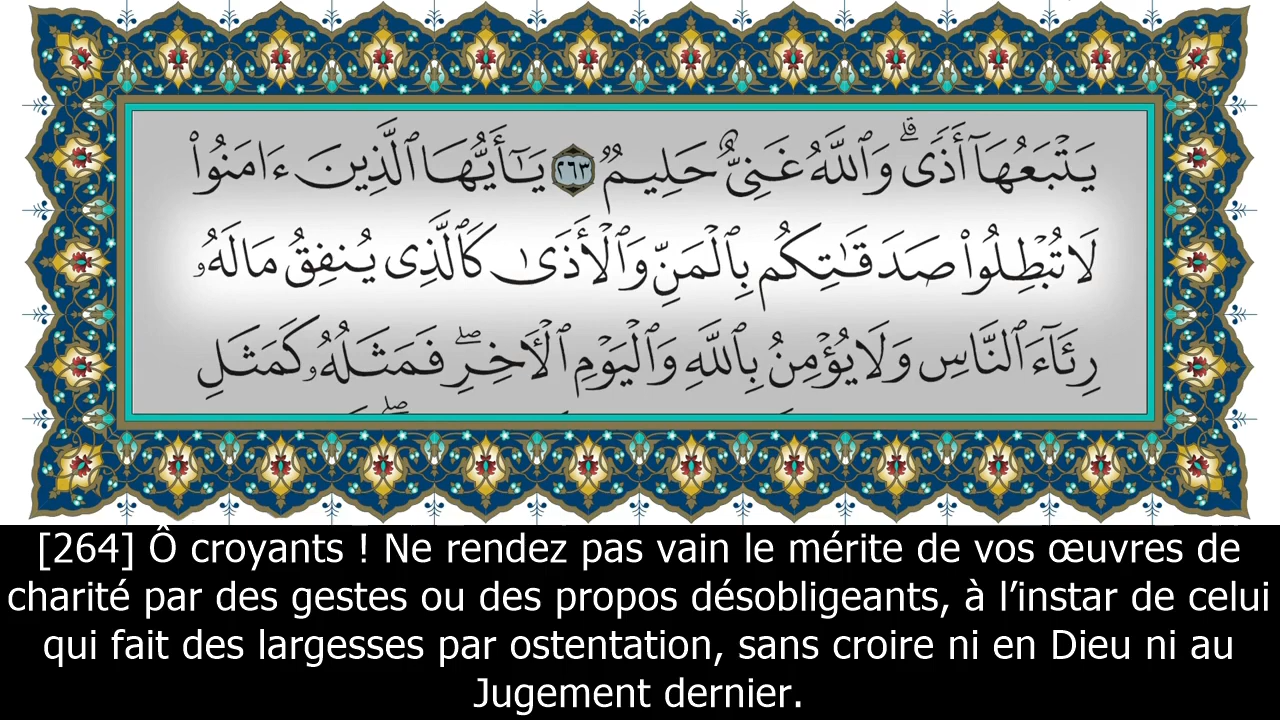 يَتْبَعُهَآ أَذًى ۗ وَٱللَّهُ غَنِىٌّ حَلِيمٌ ٢٦٣ يَـٰٓأَيُّهَا ٱلَّذِينَ ءَامَنُوا۟
لَا تُبْطِلُوا۟ صَدَقَـٰتِكُم بِٱلْمَنِّ وَٱلْأَذَىٰ كَٱلَّذِى يُنفِقُ مَالَهُۥ
رِئَآءَ ٱلنَّاسِ وَلَا يُؤْمِنُ بِٱللَّهِ وَٱلْيَوْمِ ٱلْـَٔاخِرِ ۖ فَمَثَلُهُۥ كَمَثَلِ
[264] Ô croyants ! Ne rendez pas vain le mérite de vos œuvres de
charité par des gestes ou des propos désobligeants, à l’instar de celui
qui fait des largesses par ostentation, sans croire ni en Dieu ni au
Jugement dernier.